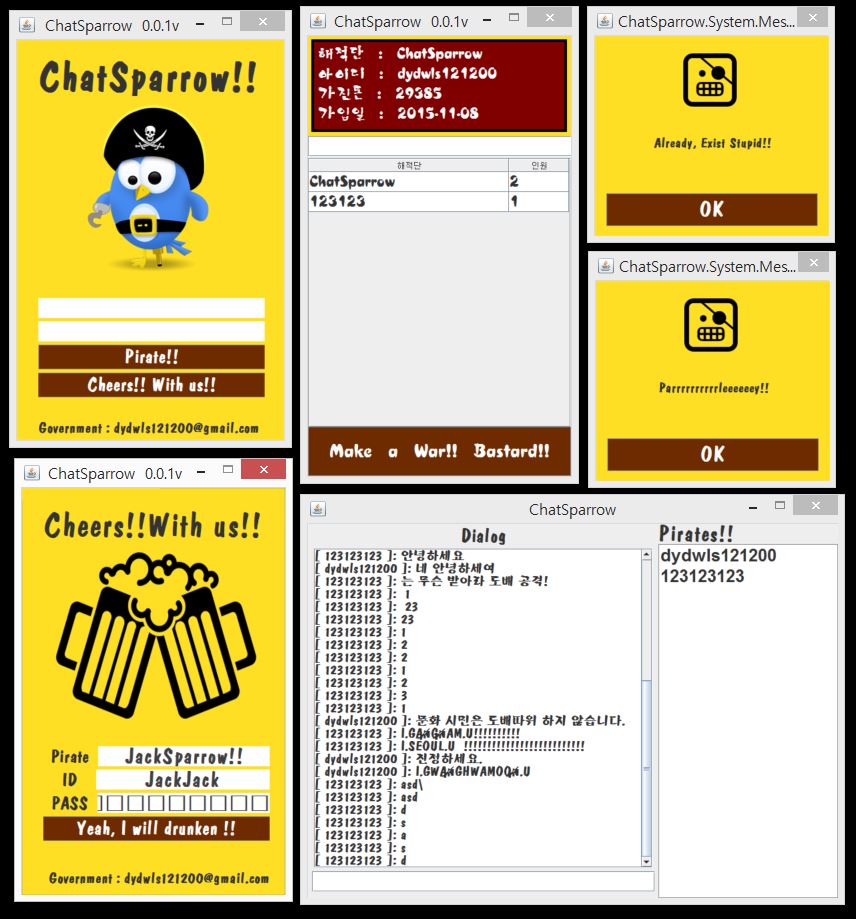 ChatSparrow 0.0.1v
ChatSparrow!!
Pirate!!
Cheers!! With us!!
Government : dydwls121200@gmail.com
ChatSparrow 0.0.1v
해적단 : ChatSparrow
아이디 : dydwls121200
가진돈 : 29385
가입일 : 2015-11-08
해적단 인원
ChatSparrow 2
123123 1
Make a War!! Bastard!!
ChatSparrow.System.Mes...
Already, Exist Stupid!!
OK
ChatSparrow.System.Mes...
Parrrrrrrrrrleeeeeey!!
OK
ChatSparrow 0.0.1v
Cheers!!With us!!
Pirate JackSparrow!!
ID JackJack
PASS
Yeah, I will drunken !!
Government : dydwls121200@gmail.com
ChatSparrow
Dialog
[ 123123123 ]: 안녕하세요
[ dydwls121200 ]: 네 안녕하세여
[ 123123123 ]: 는 무슨 받아라 도배 공격!
[ 123123123 ]: 1
[ 123123123 ]: 23
[ 123123123 ]: 23
[ 123123123 ]: 1
[ 123123123 ]: 2
[ 123123123 ]: 2
[ 123123123 ]: 1
[ 123123123 ]: 2
[ 123123123 ]: 3
[ 123123123 ]: 1
[ dydwls121200 ]: 문화 시민은 도배따위 하지 않습니다.
[ 123123123 ]:
[ 123123123 ]: I.SEOUL.U !!!!!!!!!!!!!!!!!!!!!!!!!!!
[ dydwls121200 ]: 진정하세요.
[ dydwls121200 ]:
[ 123123123 ]: asd\
[ 123123123 ]: asd
[ 123123123 ]: d
[ 123123123 ]: s
[ 123123123 ]: a
[ 123123123 ]: s
[ 123123123 ]: d
Pirates!!
dydwls121200
123123123